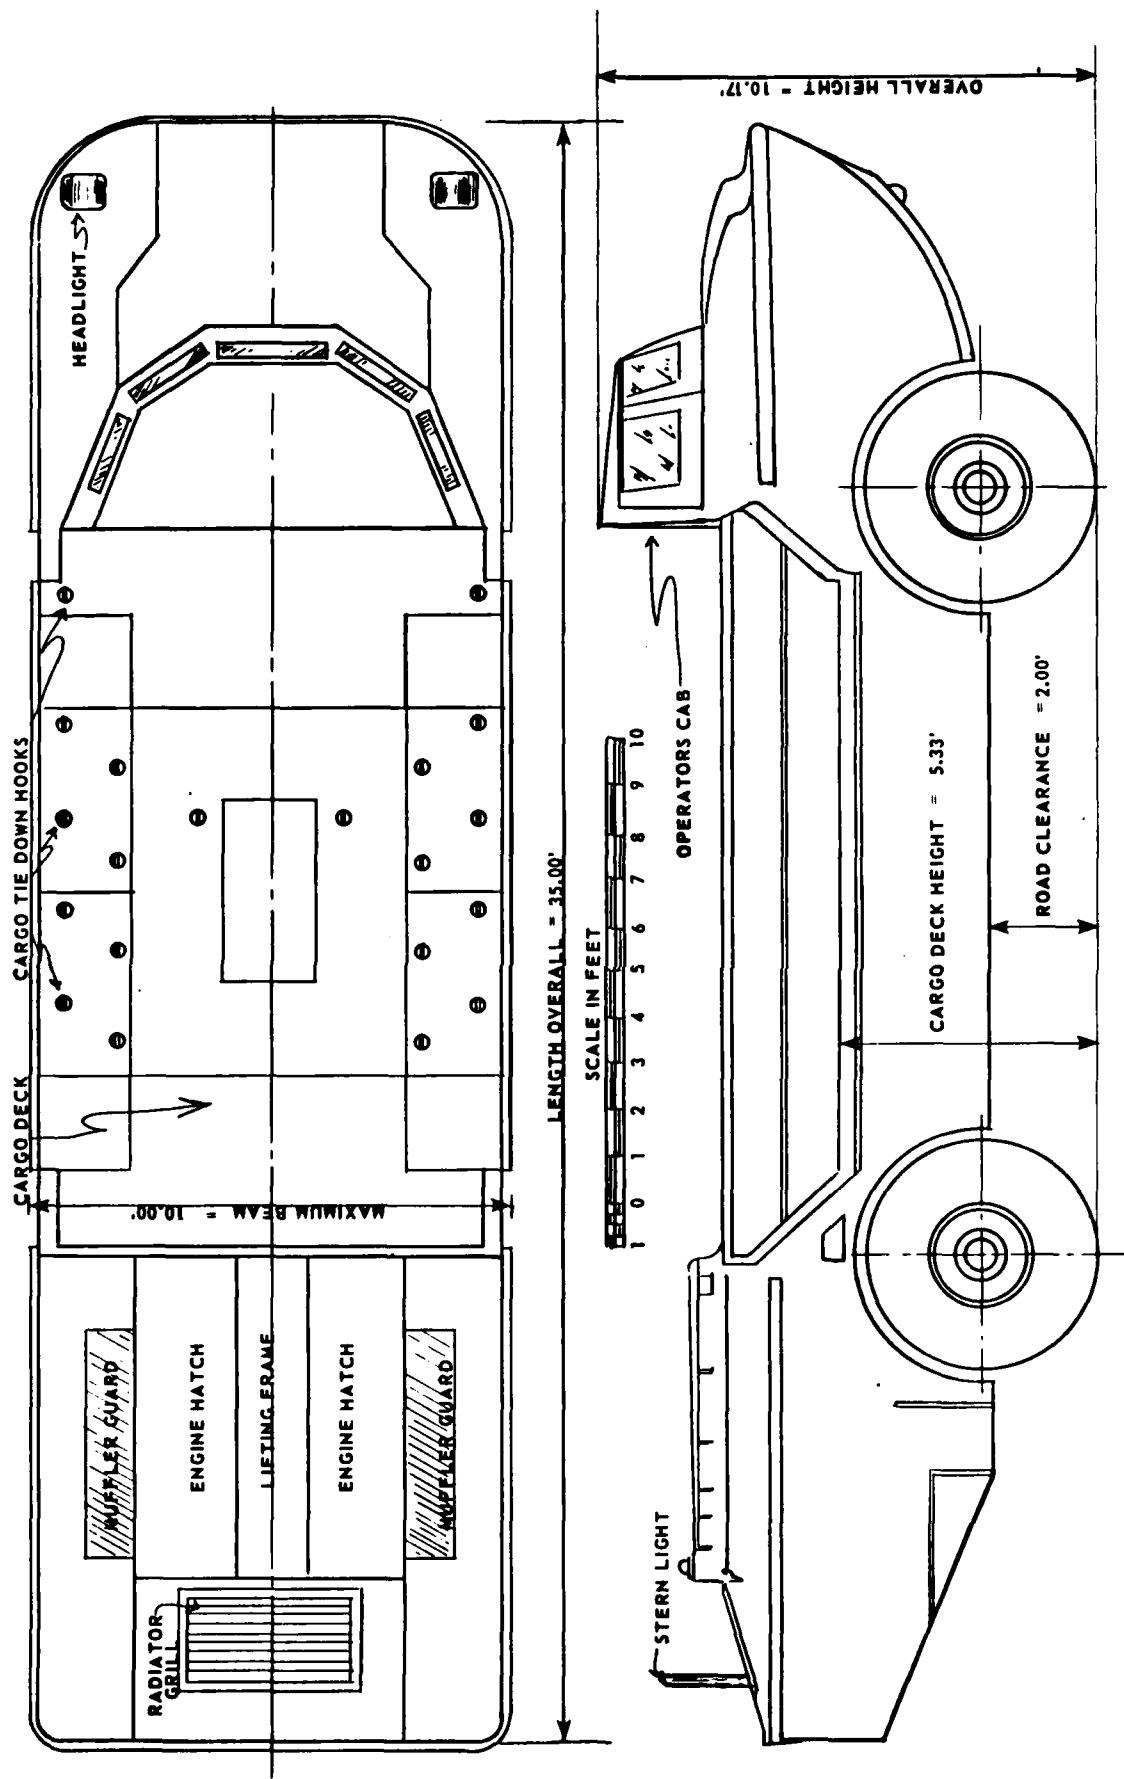 HEADLIGHT
CARGO TIE DOWN HOOKS
CARGO DECK
MAXIMUM BEAM = 10.00'
MUFFLER GUARD
ENGINE HATCH
LIFTING FRAME
ENGINE HATCH
MUFFLER GUARD
RADIATOR
GRILL
LENGTH OVERALL = 35.00'
SCALE IN FEET
1 0 1 2 3 4 5 6 7 8 9 10
OVERALL HEIGHT = 10.17'
OPERATORS CAB
CARGO DECK HEIGHT = 5.33'
ROAD CLEARANCE = 2.00'
STERN LIGHT